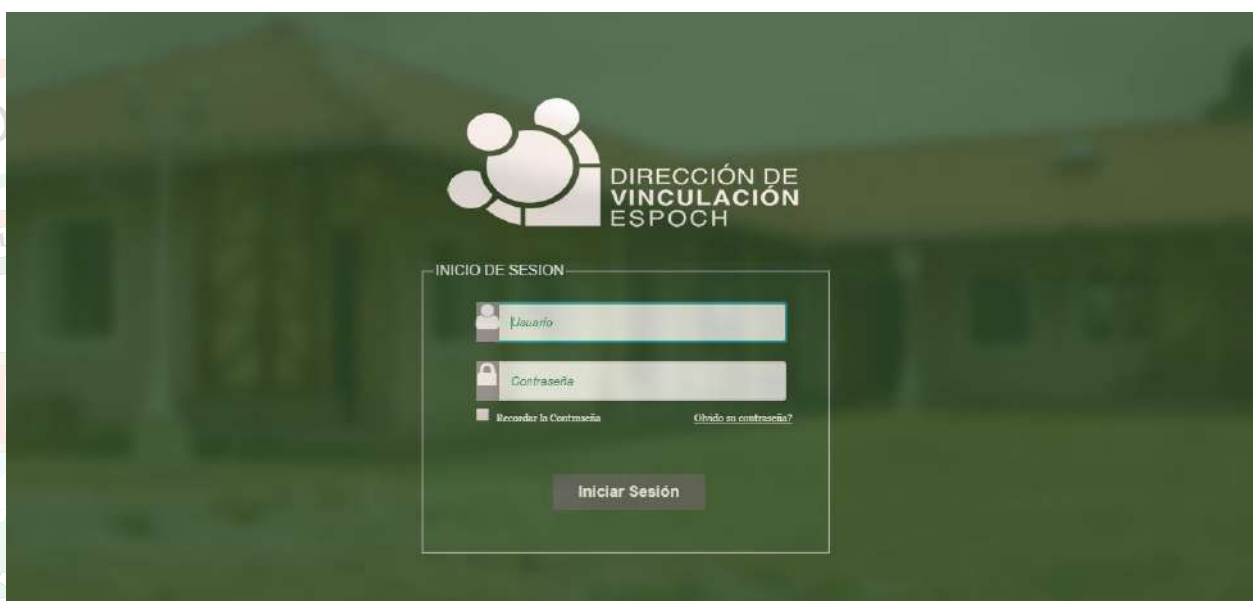 DIRECCIÓN DE
VINCULACIÓN
ESPOCH
INICIO DE SESION
Usuario
Contraseña
Recordar la Contraseña
Olvido su contraseña?
Iniciar Sesión